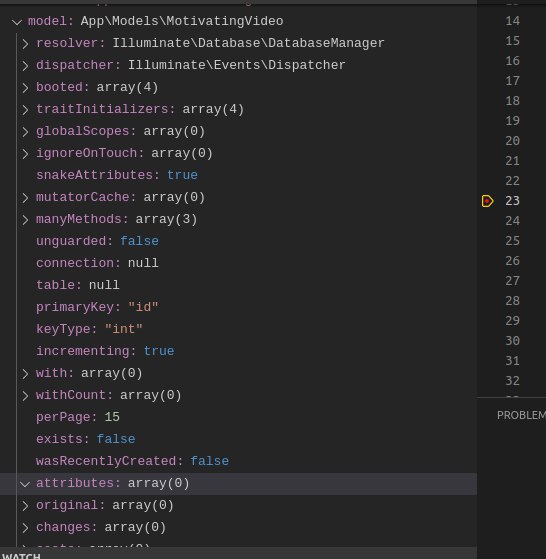 model: App\Models\MotivatingVideo
resolver: Illuminate\Database\DatabaseManager
dispatcher: Illuminate\Events\Dispatcher
booted: array(4)
traitInitializers: array(4)
globalScopes: array(0)
ignoreOnTouch: array(0)
snakeAttributes: true
mutatorCache: array(0)
manyMethods: array(3)
unguarded: false
connection: null
table: null
primaryKey: "id"
keyType: "int"
incrementing: true
with: array(0)
withCount: array(0)
perPage: 15
exists: false
wasRecentlyCreated: false
attributes: array(0)
original: array(0)
changes: array(0)
WATCH
14
15
16
17
18
19
20
21
22
23
24
25
26
27
28
29
30
31
32
PROBLEM